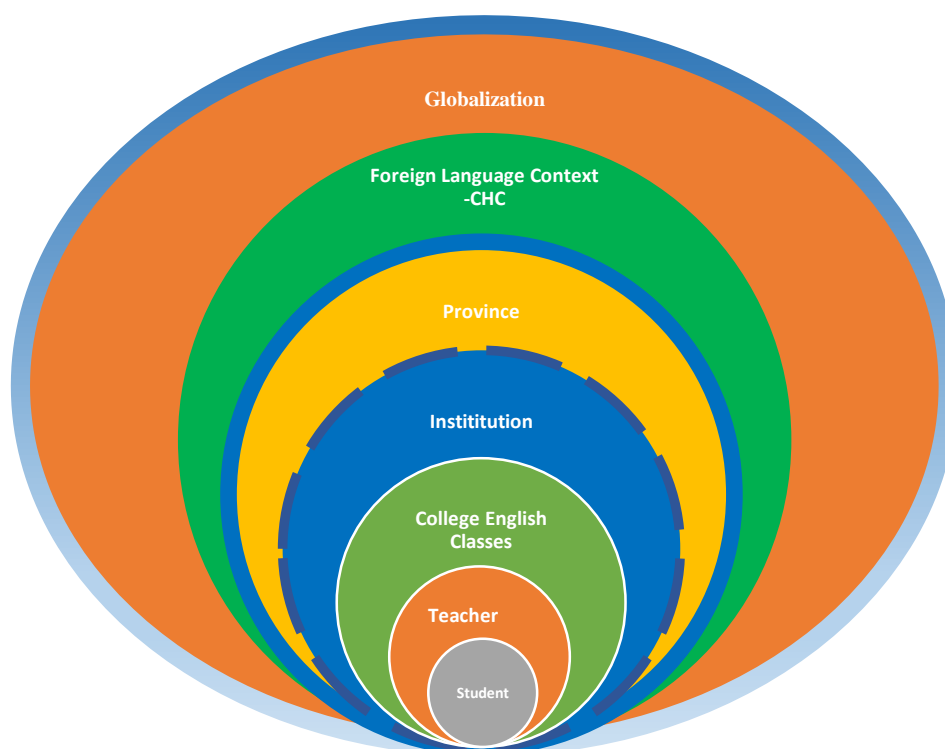 Globalization
Foreign Language Context
-CHC
Province
Instititution
College English
Classes
Teacher
Student